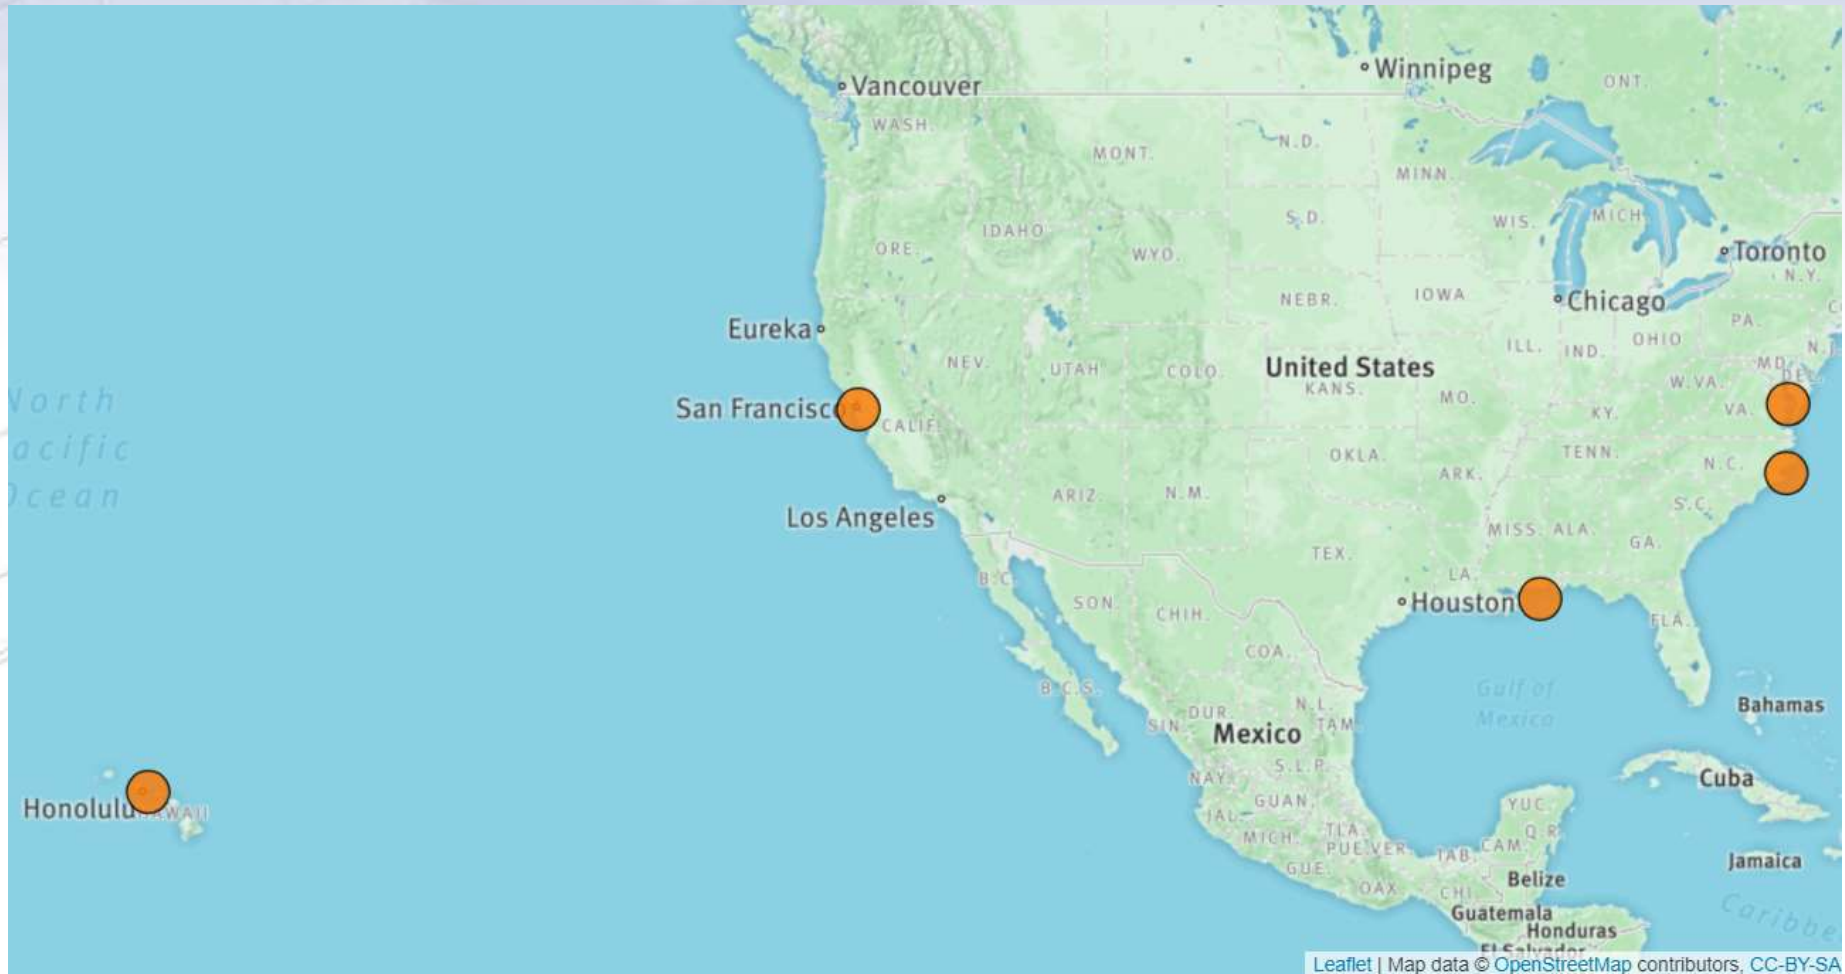 Winnipeg
ONT.
Vancouver
WASH.
N.D.
MONT.
MINN.
S.D.
MICH.
WIS.
IDAHO
ORE.
WYO.
Toronto
N.Y.
NEBR.
IOWA
Chicago
PA.
Eureka
OHIO
ILL.
IND.
NEV.
UTAH
COLO.
United States
MD.
DEL.
KANS.
W.VA.
MO.
North
San Francisco
KY.
VA.
CALIF.
acific
OKLA.
TENN.
N.C.
ARK.
Ocean
ARIZ.
N.M.
S.C.
Los Angeles
MISS.
ALA.
GA.
TEX.
B.C.
LA.
SON.
Houston
CHIH.
FLA.
COA.
B.C.S.
Gulf of
Mexico
N.L.
Bahamas
DUR.
SIN.
TAM.
Mexico
S.L.P.
NAY.
Cuba
GUAN.
YUC.
Honolulu
JAL.
TLA.
Q.R.
MICH.
PUE.
VER.
CAM.
TAB.
Jamaica
GUE.
OAX.
CHI.
Belize
Guatemala
Honduras
El Salvador
Leaflet | Map data © OpenStreetMap contributors, CC-BY-SA